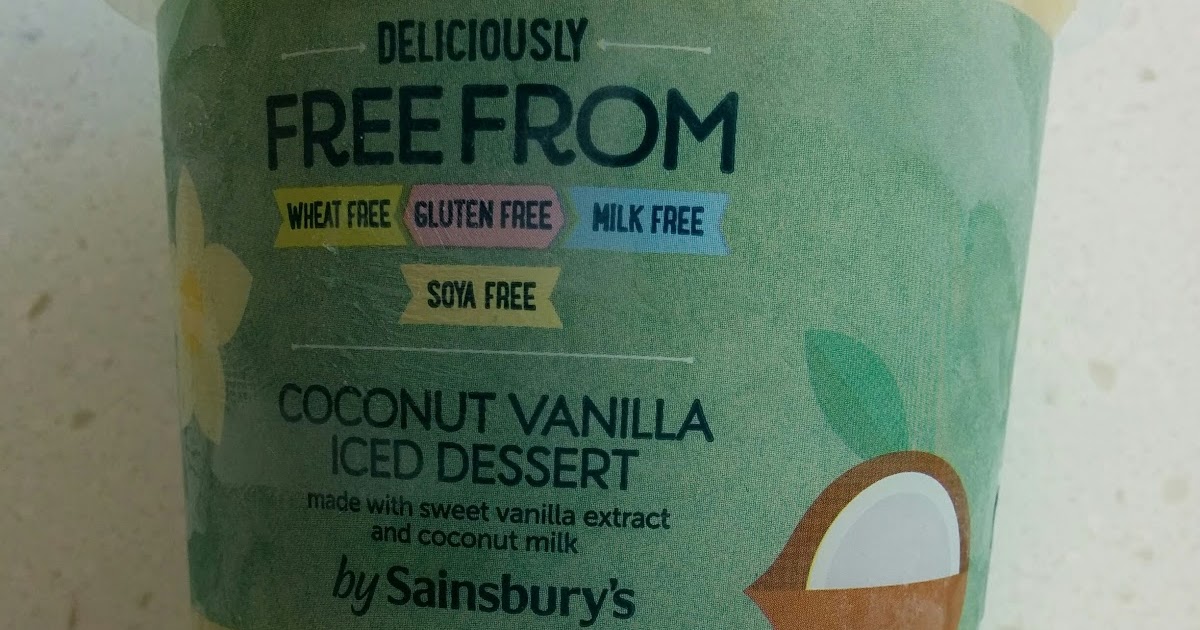 DELICIOUSLY
FREE FROM
WHEAT FREE GLUTEN FREE MILK FREE
SOYA FREE
COCONUT VANILLA
ICED DESSERT
made with sweet vanilla extract
and coconut milk
by Sainsbury's